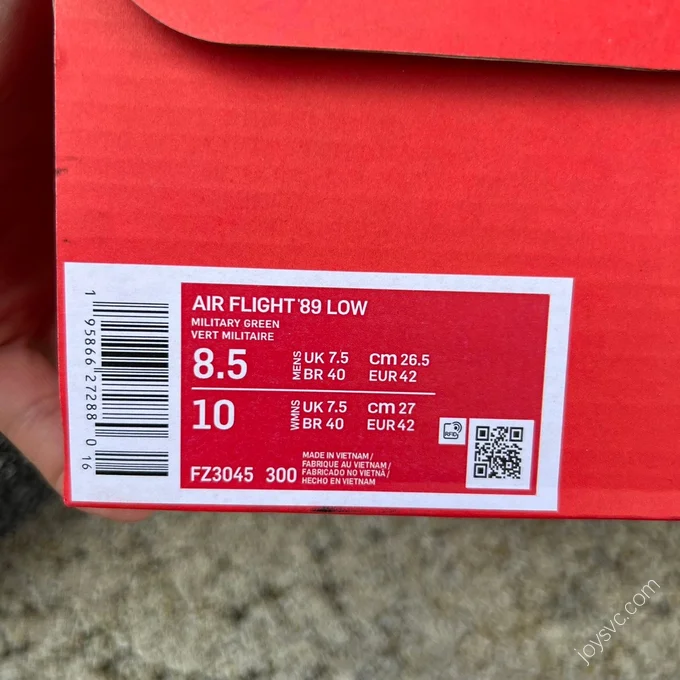 AIR FLIGHT '89 LOW
MILITARY GREEN
VERT MILITAIRE
8.5 MENS UK 7.5 cm 26.5
BR 40 EUR 42
10 WMNS UK 7.5 cm 27
BR 40 EUR 42
RFID
FZ3045 300
MADE IN VIETNAM/
FABRIQUE AU VIETNAM/
FABRICADO NO VIETNÃ/
HECHO EN VIETNAM
1 95866 27288 0 16
joysvc.com